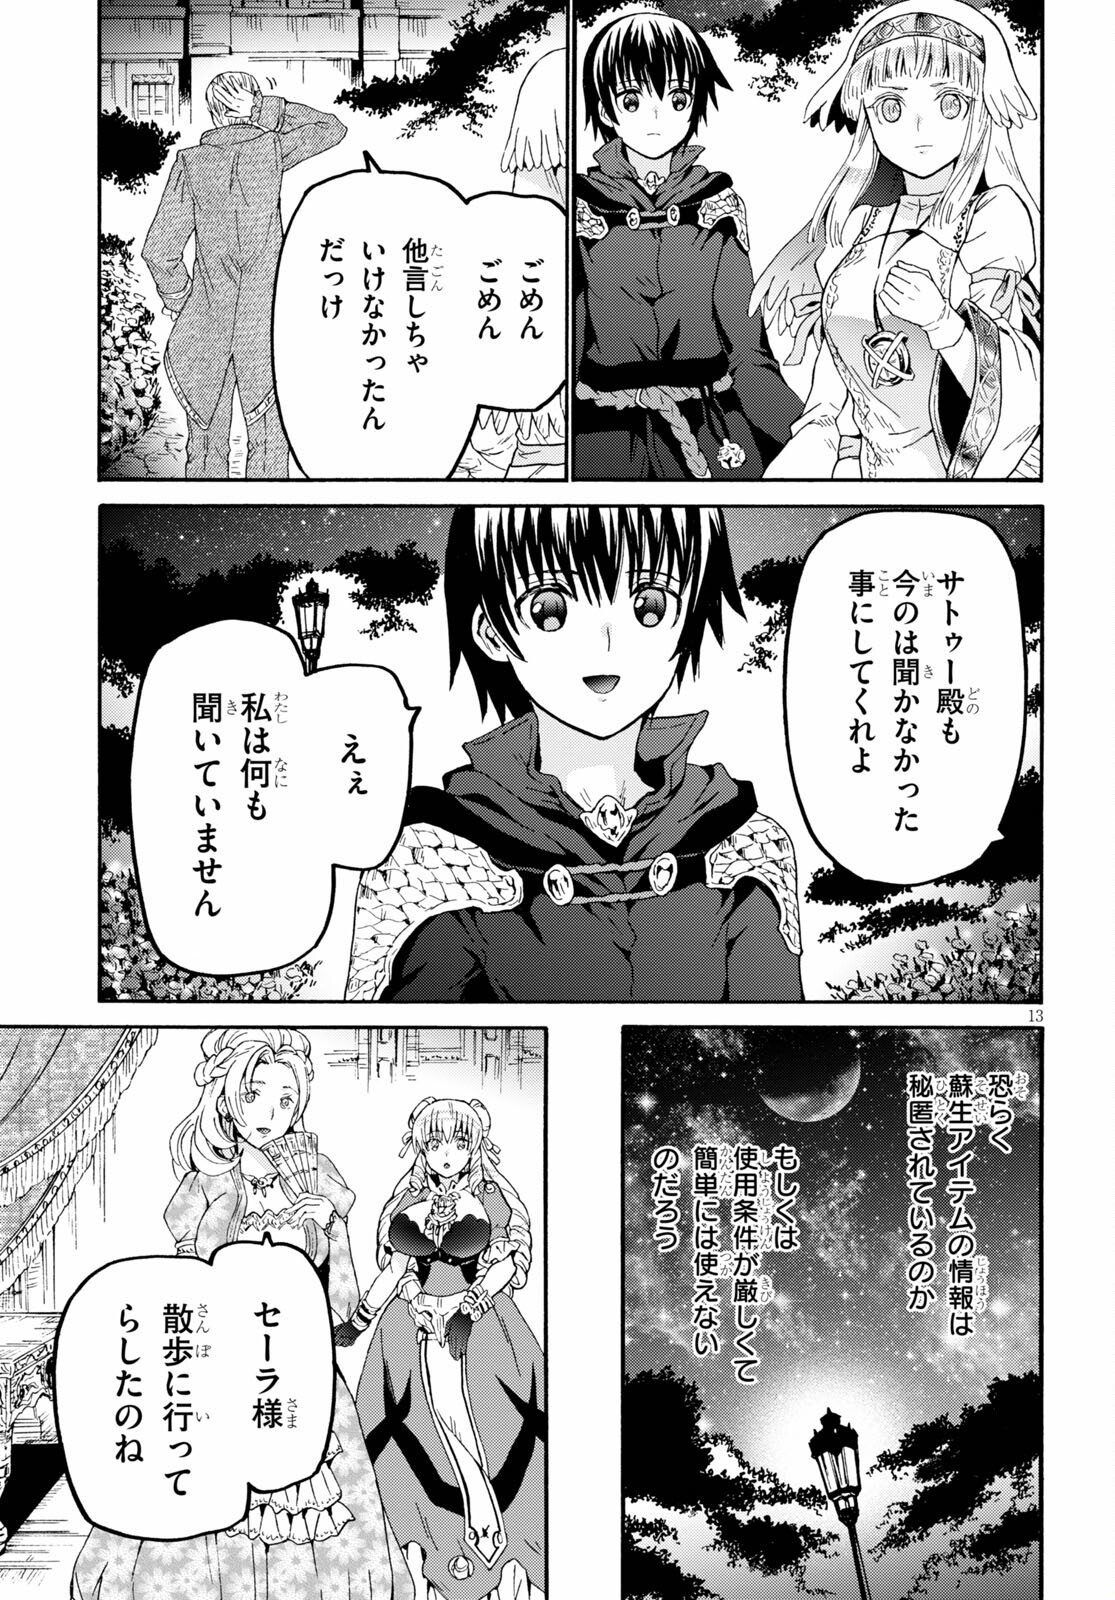 ごめん
ごめん
他言しちゃ
いけなかったん
だっけ
サトゥー殿も
今のは聞かなかった
事にしてくれよ
えぇ
私は何も
聞いていません
13
恐らく
蘇生アイテムの情報は
秘匿されているのか
もしくは
使用条件が厳しくて
簡単には使えない
のだろう
セーラ様
散歩に行って
らしたのね